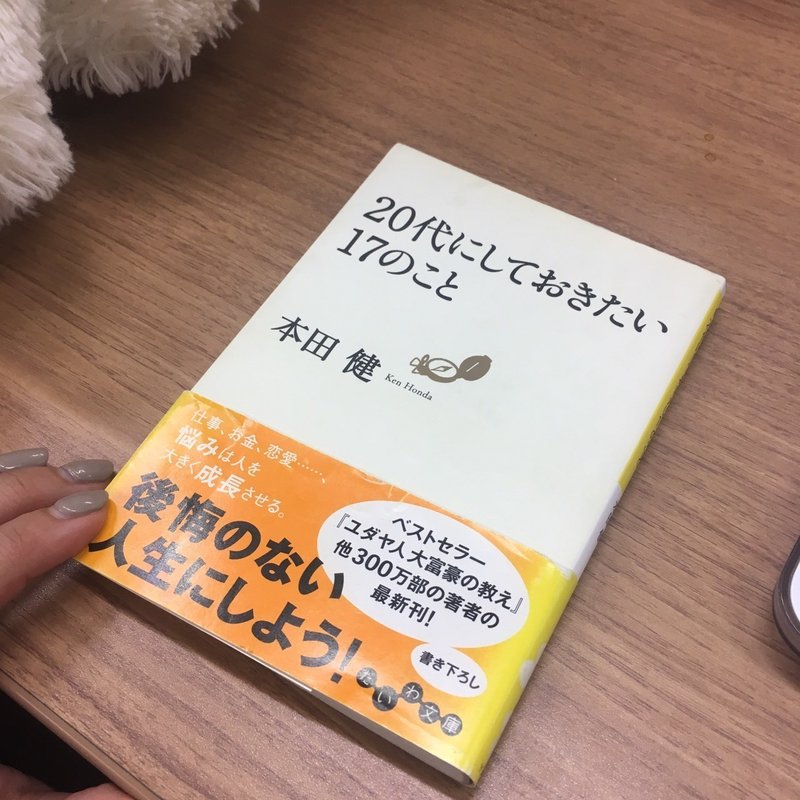 20代にしておきたい
17のこと
本田 健
Ken Honda
仕事、お金、恋愛……、
悩みは人を
大きく成長させる。
後悔のない
人生にしよう!
ベストセラー
『ユダヤ人大富豪の教え』
他300万部の著者の
最新刊!
書き下ろし
だいわ文庫